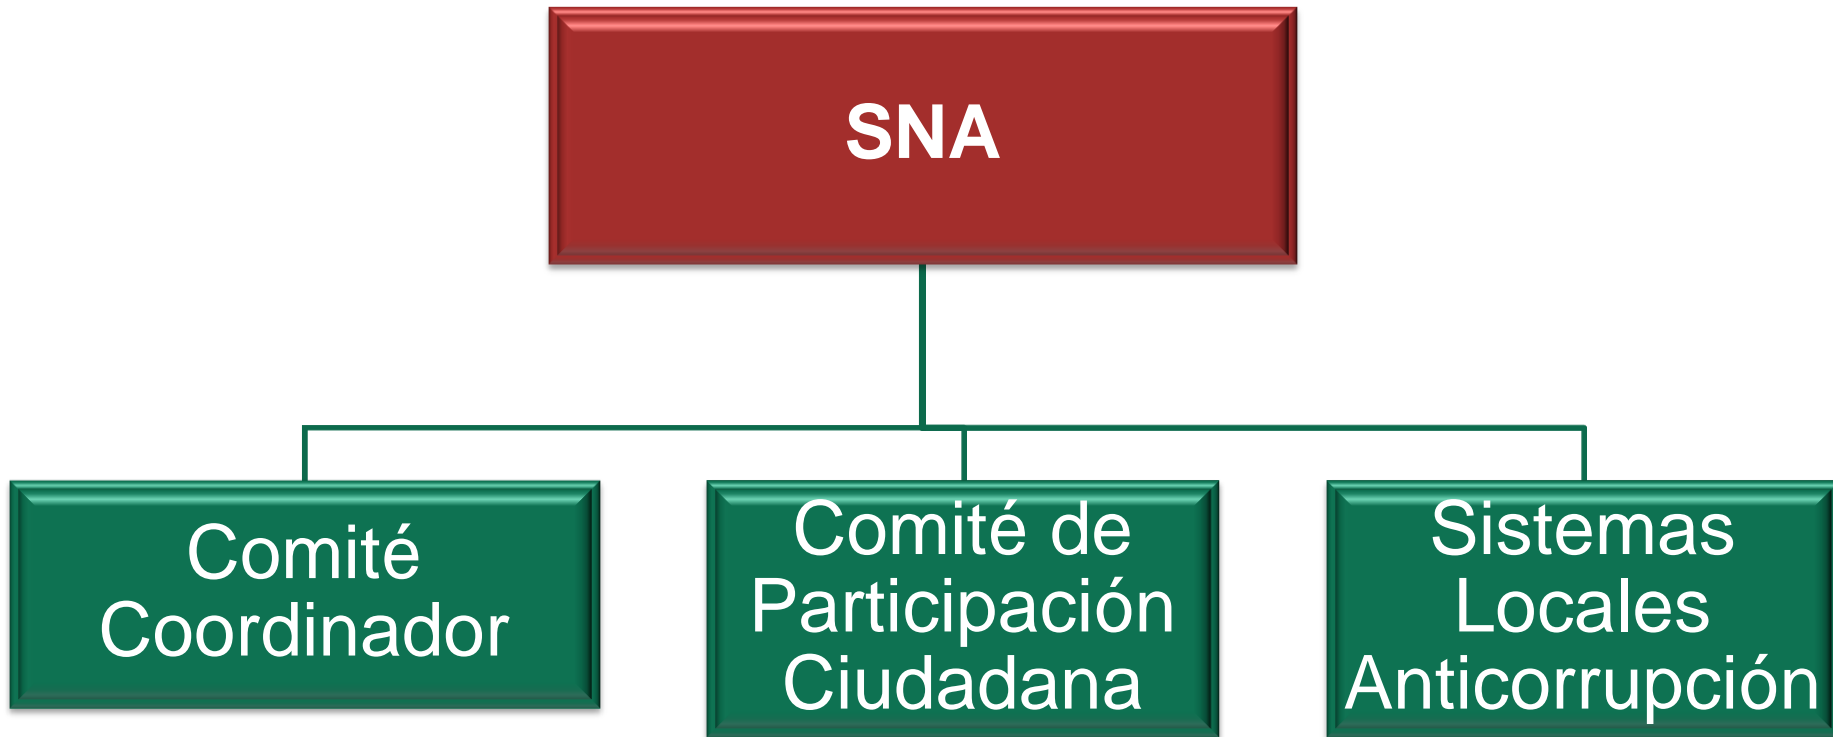 SNA
Comité
Coordinador
Comité de
Participación
Ciudadana
Sistemas
Locales
Anticorrupción